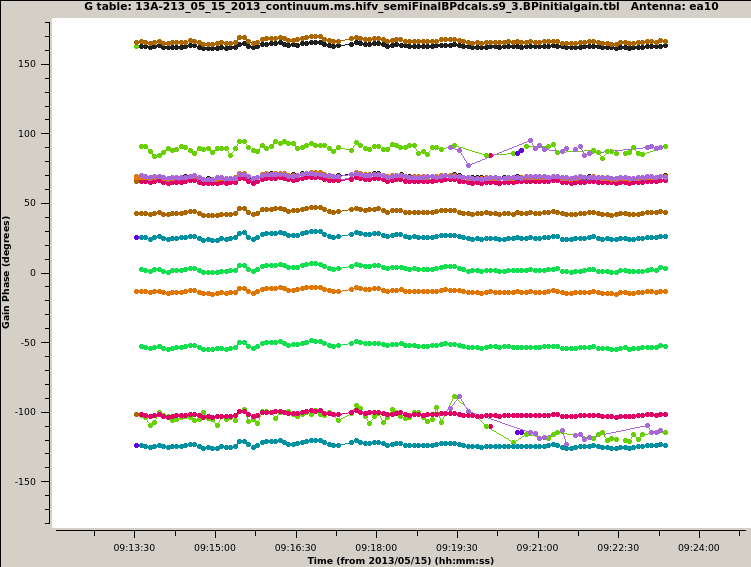 G table: 13A-213_05_15_2013_continuum.ms.hifv_semiFinalBPdcals.s9_3.BPinitialgain.tbl Antenna: ea10
150
100
50
0
-50
-100
-150
Gain Phase (degrees)
09:13:30 09:15:00 09:16:30 09:18:00 09:19:30 09:21:00 09:22:30 09:24:00
Time (from 2013/05/15) (hh:mm:ss)